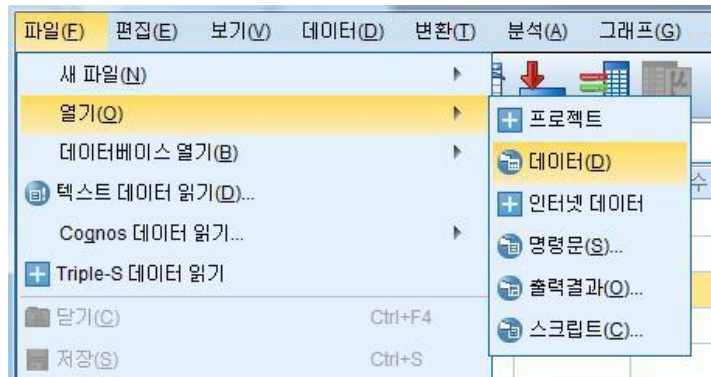 파일(F) 편집(E) 보기(V) 데이터(D) 변환(T) 분석(A) 그래프(G)
새 파일(N)
열기(O)
데이터베이스 열기(B)
텍스트 데이터 읽기(D)...
Cognos 데이터 읽기...
Triple-S 데이터 읽기
닫기(C) Ctrl+F4
저장(S) Ctrl+S
프로젝트
데이터(D)
인터넷 데이터
명령문(S)...
출력결과(O)...
스크립트(C)...
μ
수